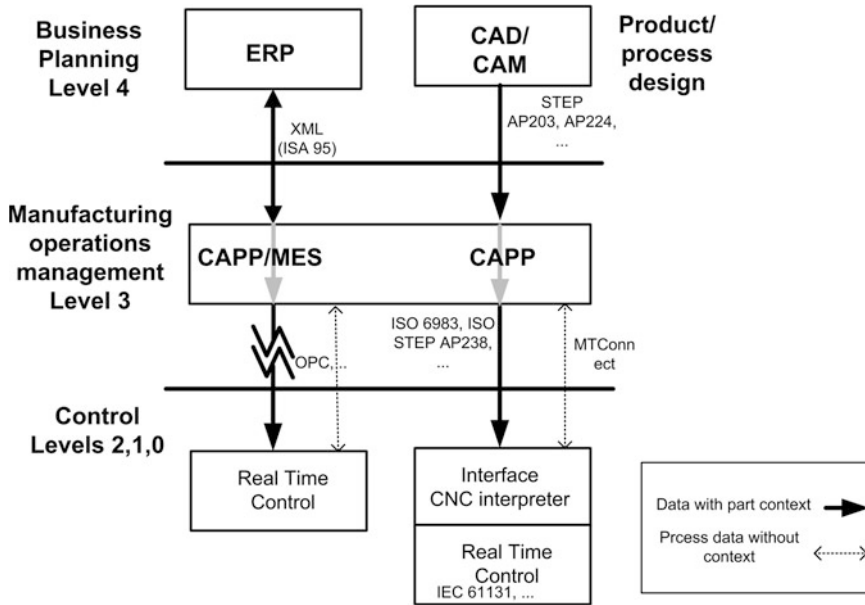 Business
Planning
Level 4
ERP
CAD/
CAM
Product/
process
design
XML
(ISA 95)
STEP
AP203, AP224,
...
Manufacturing
operations
management
Level 3
CAPP/MES
CAPP
OPC, ...
ISO 6983, ISO
STEP AP238,
...
MTConn
ect
Control
Levels 2,1,0
Real Time
Control
Interface
CNC interpreter
Real Time
Control
IEC 61131, ...
Data with part context
Prcess data without
context